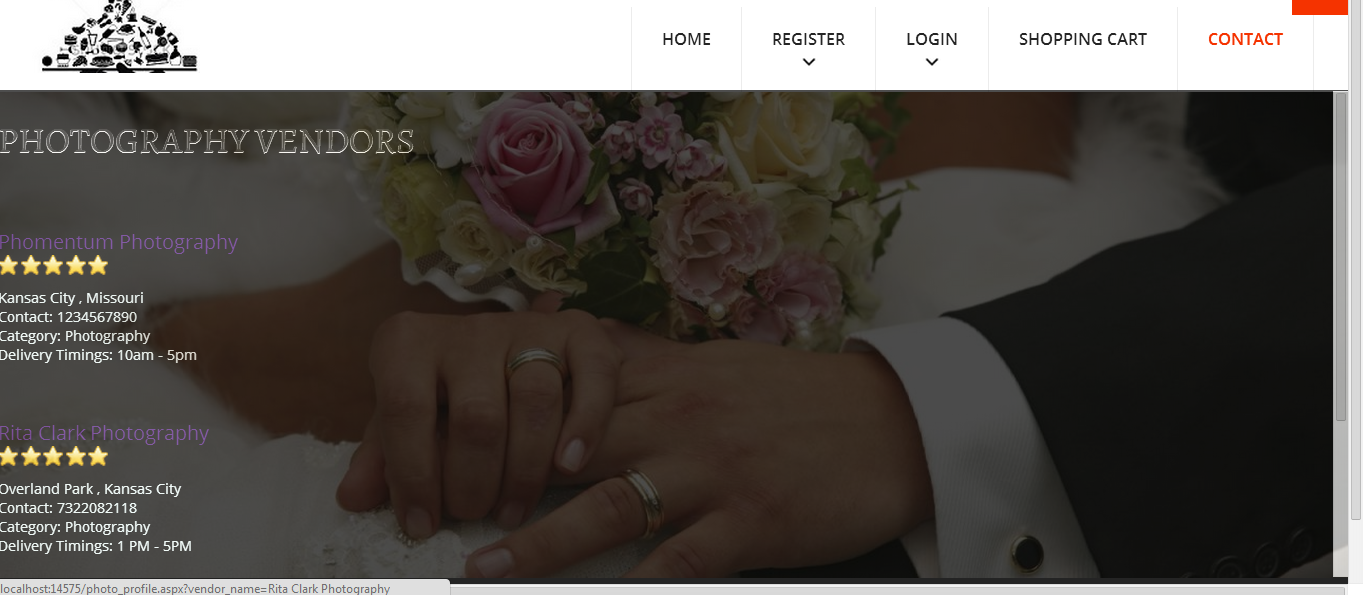 HOME REGISTER LOGIN SHOPPING CART CONTACT
PHOTOGRAPHY VENDORS
Phomentum Photography
Kansas City , Missouri
Contact: 1234567890
Category: Photography
Delivery Timings: 10am - 5pm
Rita Clark Photography
Overland Park , Kansas City
Contact: 7322082118
Category: Photography
Delivery Timings: 1 PM - 5PM
localhost:14575/photo_profile.aspx?vendor_name=Rita Clark Photography